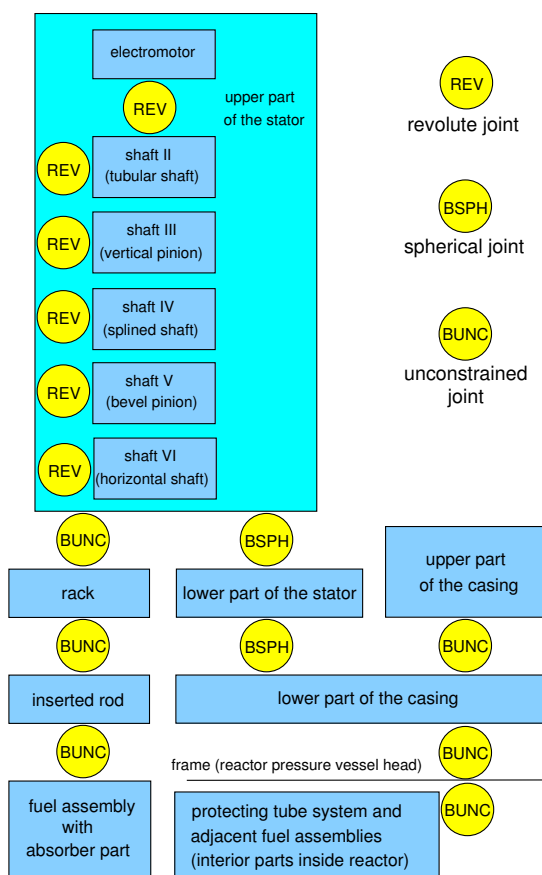 electromotor
REV
upper part
of the stator
REV
shaft II
(tubular shaft)
REV
shaft III
(vertical pinion)
REV
shaft IV
(splined shaft)
REV
shaft V
(bevel pinion)
REV
shaft VI
(horizontal shaft)
REV
revolute joint
BSPH
spherical joint
BUNC
unconstrained
joint
BUNC
BSPH
rack
lower part of the stator
upper part
of the casing
BUNC
BSPH
BUNC
inserted rod
lower part of the casing
BUNC
BUNC
frame (reactor pressure vessel head)
BUNC
fuel assembly
with
absorber part
protecting tube system and
adjacent fuel assemblies
(interior parts inside reactor)